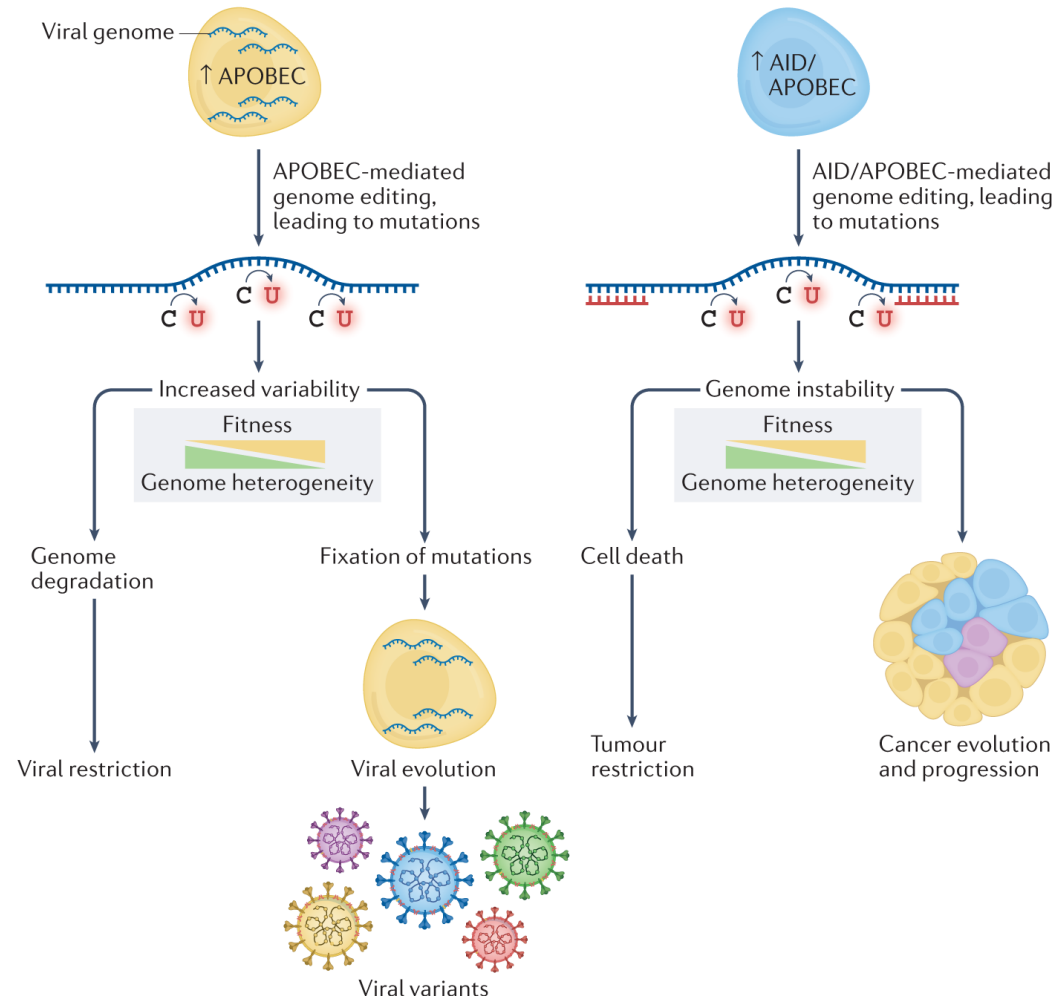 Viral genome
↑ APOBEC
APOBEC-mediated
genome editing,
leading to mutations
C U
C U
C U
Increased variability
Fitness
Genome heterogeneity
Genome
degradation
Fixation of mutations
Viral restriction
Viral evolution
Viral variants
↑ AID/
APOBEC
AID/APOBEC-mediated
genome editing, leading
to mutations
C U
C U
C U
Genome instability
Fitness
Genome heterogeneity
Cell death
Tumour
restriction
Cancer evolution
and progression